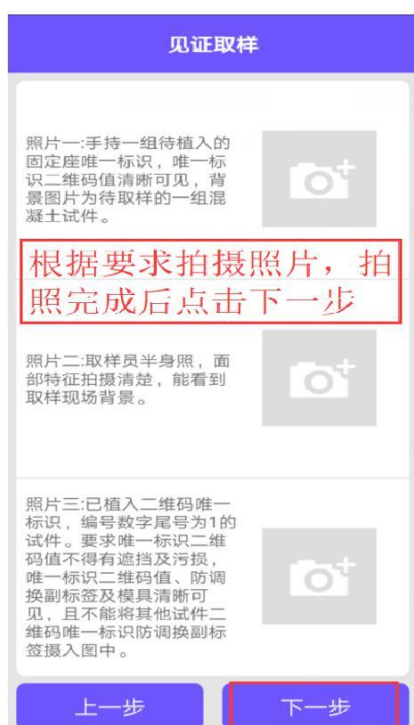 见证取样
照片一:手持一组待植入的
固定座唯一标识，唯一标
识二维码值清晰可见，背
景图片为待取样的一组混
凝土试件。
根据要求拍摄照片，拍
照完成后点击下一步
照片二:取样员半身照，面
部特征拍摄清楚，能看到
取样现场背景。
照片三:已植入二维码唯一
标识，编号数字尾号为1的
试件。要求唯一标识二维
码值不得有遮挡及污损，
唯一标识二维码值、防调
换副标签及模具清晰可
见，且不能将其他试件二
维码唯一标识防调换副标
签摄入图中。
上一步
下一步